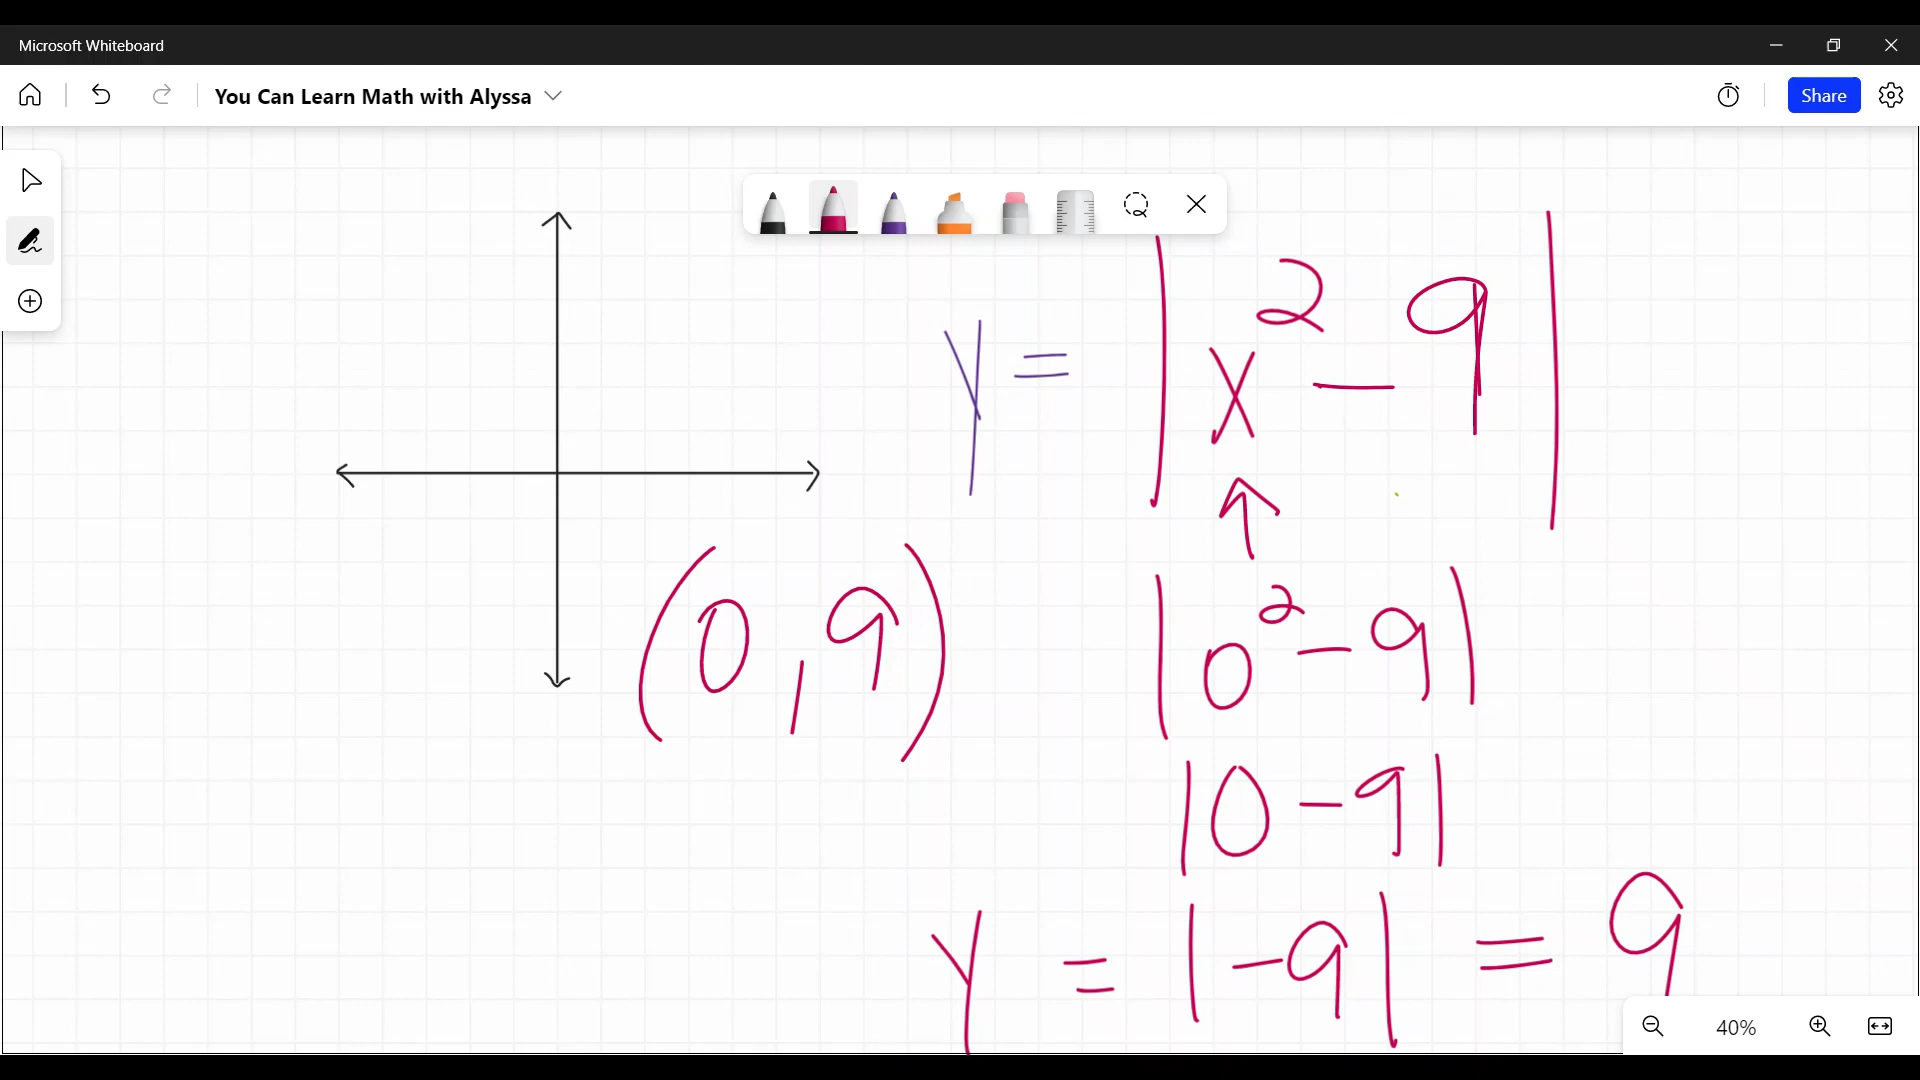 Microsoft Whiteboard
You Can Learn Math with Alyssa
Share
y = |x² - 9|
(0, 9)
|0² - 9|
|0 - 9|
y = |-9| = 9
40%